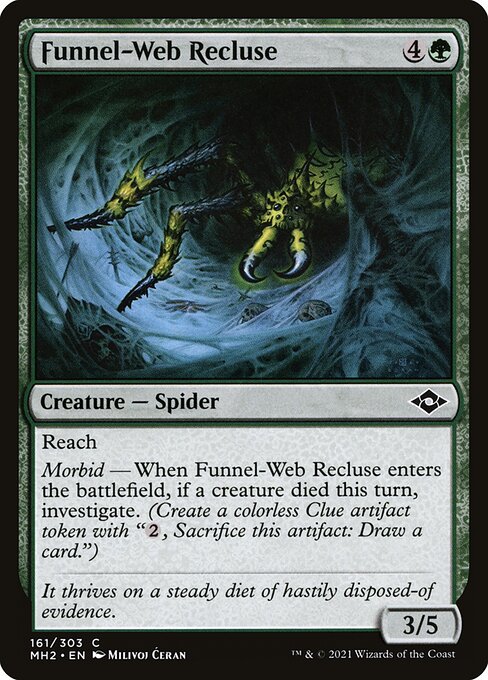 Funnel-Web Recluse 4
Creature — Spider
Reach
Morbid — When Funnel-Web Recluse enters
the battlefield, if a creature died this turn,
investigate. (Create a colorless Clue artifact
token with “2, Sacrifice this artifact: Draw a
card.”)
It thrives on a steady diet of hastily disposed-of
evidence.
3/5
161/303 C
MH2 • EN Milivoj Ćeran
™ & © 2021 Wizards of the Coast